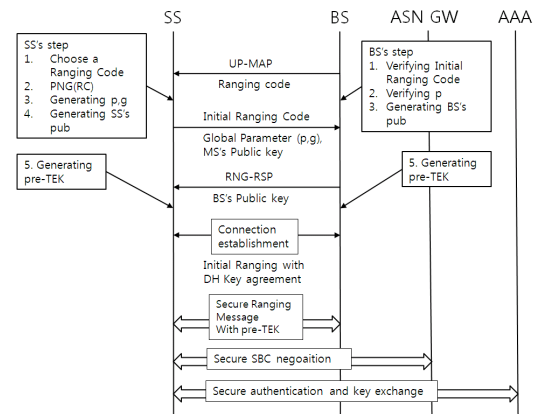 SS BS ASN GW AAA
SS's step
1. Choose a
Ranging Code
2. PNG(RC)
3. Generating p,g
4. Generating SS's
pub
UP-MAP
Ranging code
BS's step
1. Verifying Initial
Ranging Code
2. Verifying p
3. Generating BS's
pub
Initial Ranging Code
Global Parameter (p,g),
MS's Public key
5. Generating
pre-TEK
RNG-RSP
BS's Public key
5. Generating
pre-TEK
Connection
establishment
Initial Ranging with
DH Key agreement
Secure Ranging
Message
With pre-TEK
Secure SBC negoaition
Secure authentication and key exchange